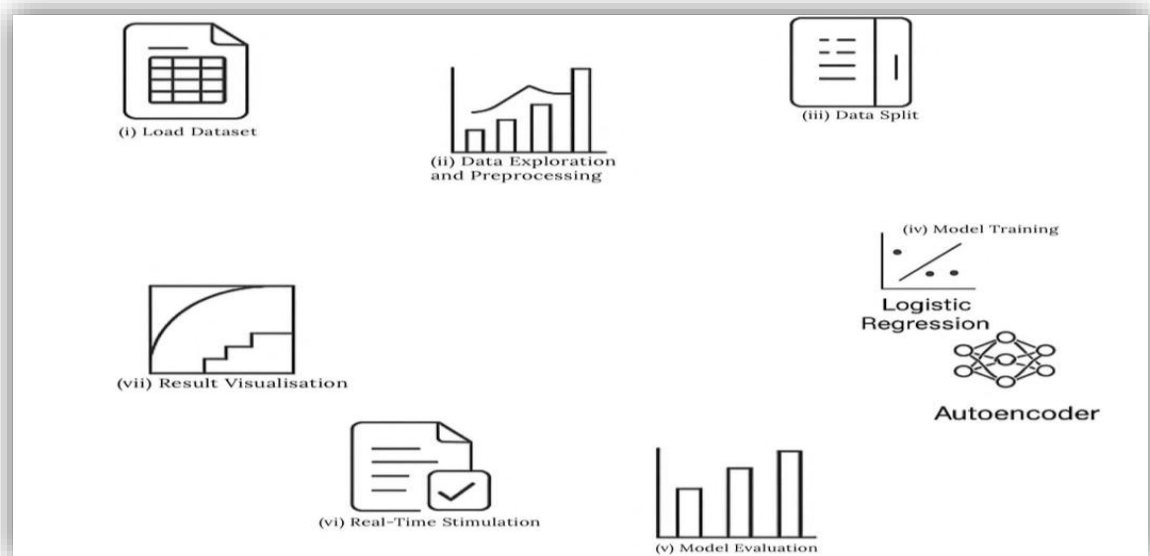 (i) Load Dataset
(ii) Data Exploration
and Preprocessing
(iii) Data Split
(iv) Model Training
Logistic
Regression
Autoencoder
(v) Model Evaluation
(vi) Real-Time Stimulation
(vii) Result Visualisation